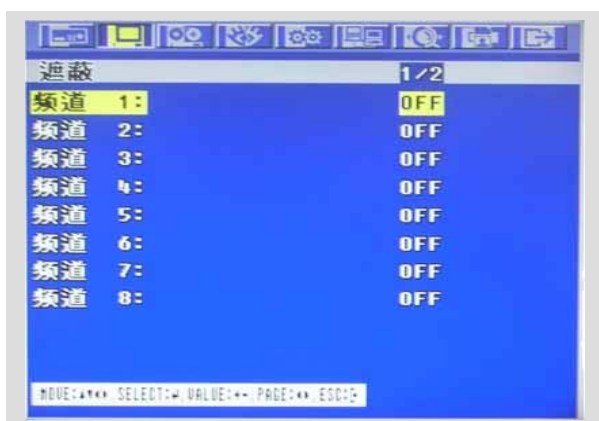 遮蔽 1/2
频道 1: OFF
频道 2: OFF
频道 3: OFF
频道 4: OFF
频道 5: OFF
频道 6: OFF
频道 7: OFF
频道 8: OFF
MOVE:▲▼◄► SELECT:↵ VALUE:+- PAGE:◄► ESC: